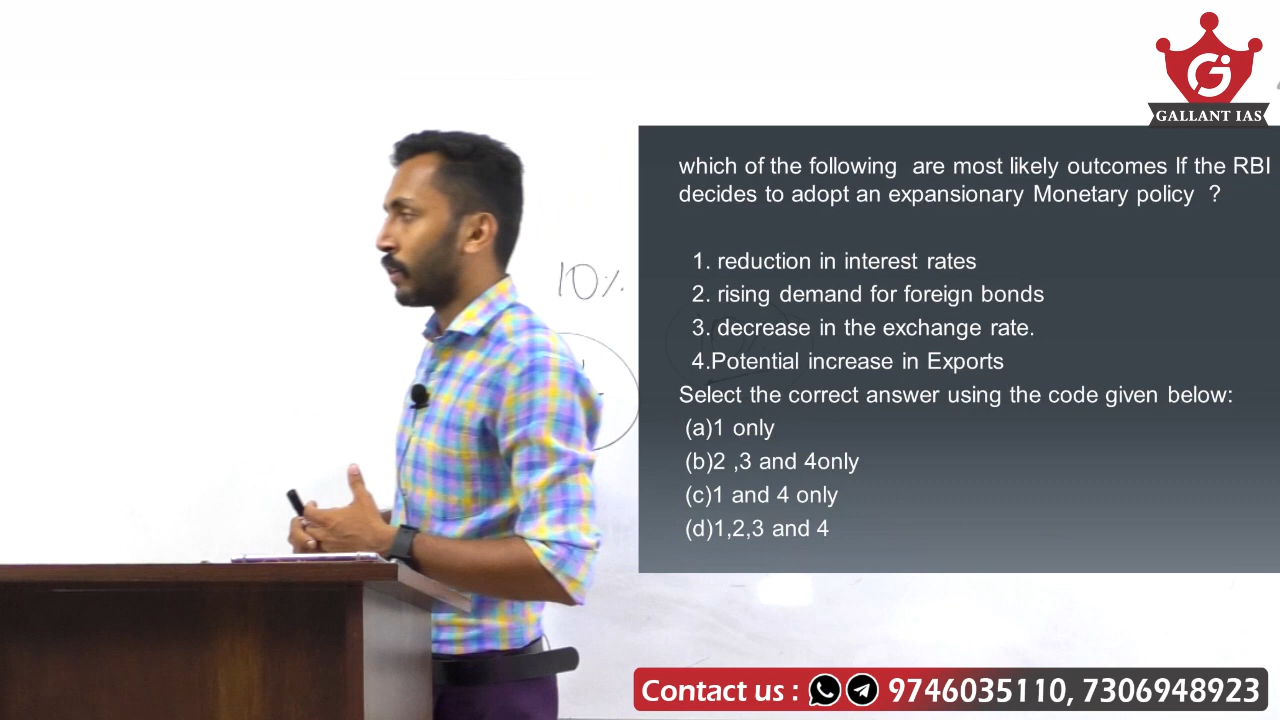 GALLANT IAS
which of the following are most likely outcomes If the RBI
decides to adopt an expansionary Monetary policy ?
1. reduction in interest rates
2. rising demand for foreign bonds
3. decrease in the exchange rate.
4.Potential increase in Exports
Select the correct answer using the code given below:
(a)1 only
(b)2 ,3 and 4only
(c)1 and 4 only
(d)1,2,3 and 4
10%
Contact us : 9746035110, 7306948923